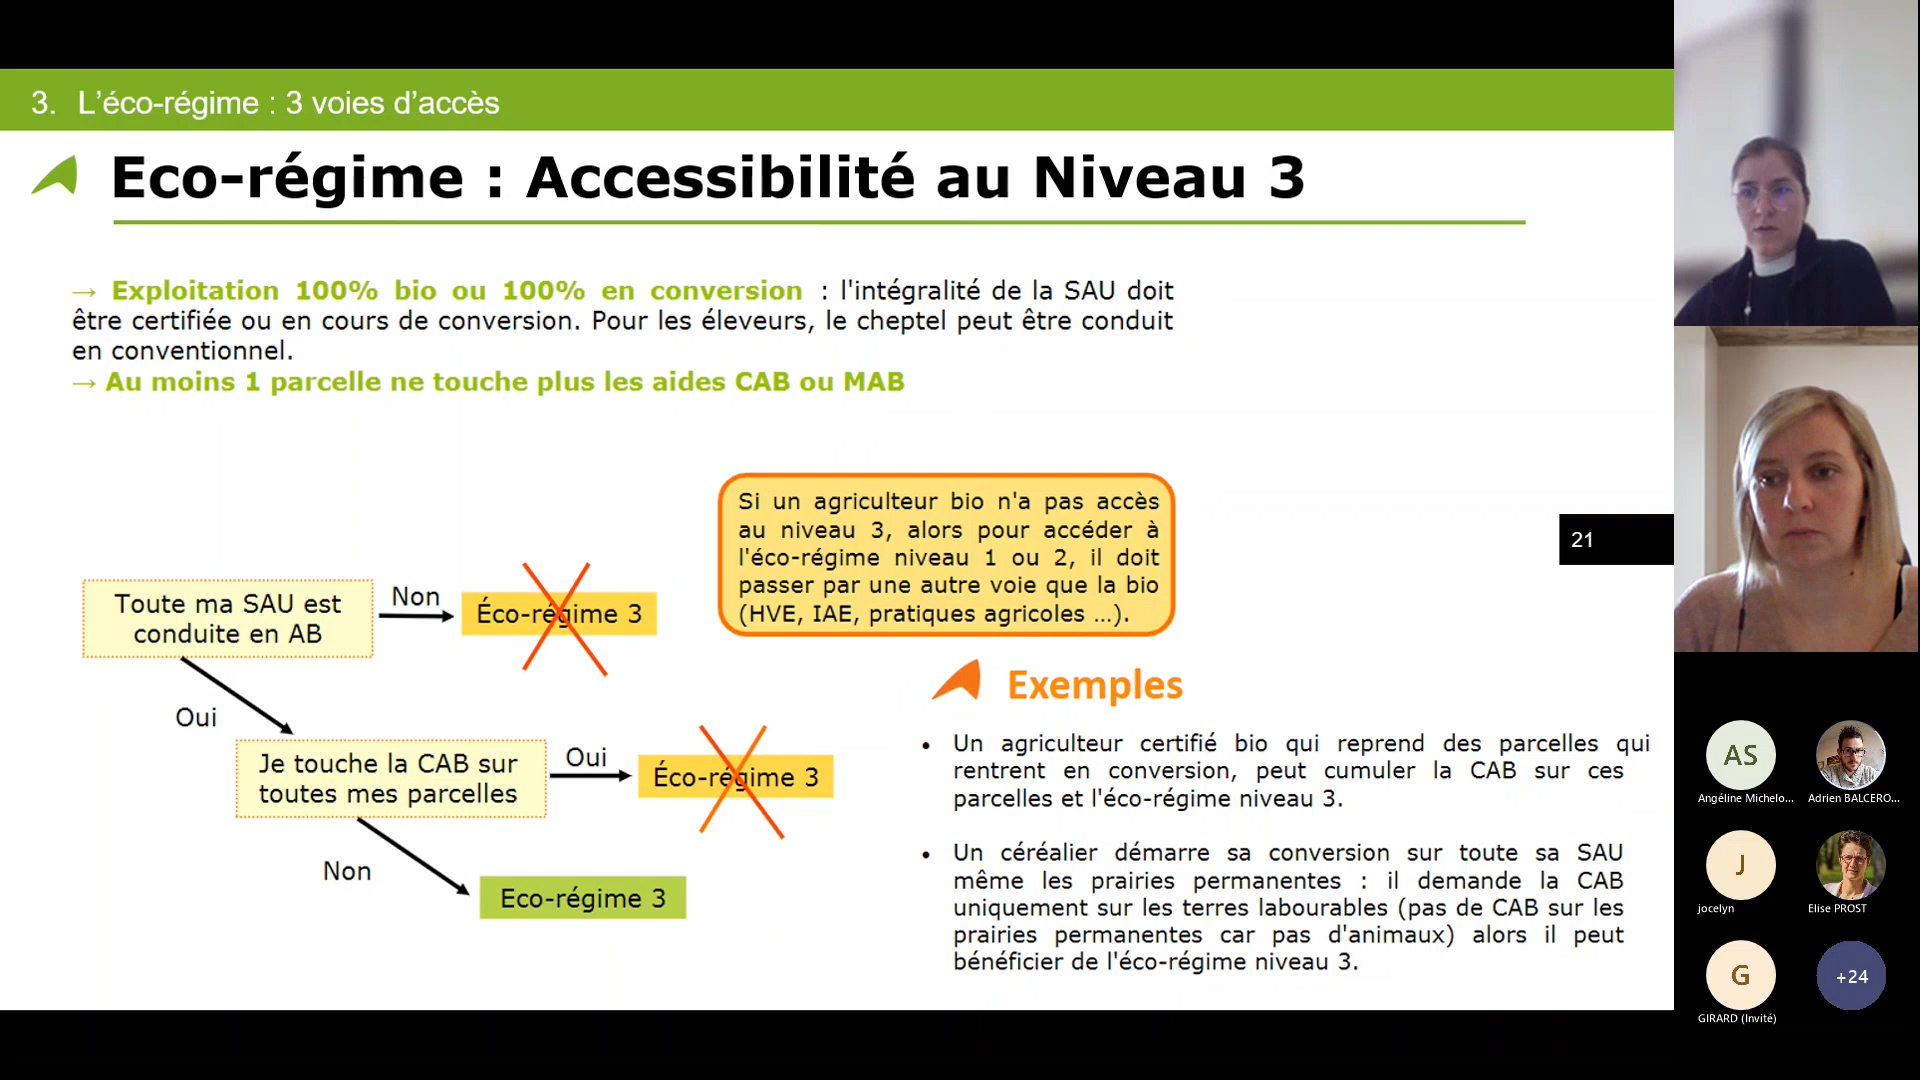 3. L’éco-régime : 3 voies d’accès
Eco-régime : Accessibilité au Niveau 3
→ Exploitation 100% bio ou 100% en conversion : l'intégralité de la SAU doit
être certifiée ou en cours de conversion. Pour les éleveurs, le cheptel peut être conduit
en conventionnel.
→ Au moins 1 parcelle ne touche plus les aides CAB ou MAB
Si un agriculteur bio n'a pas accès
au niveau 3, alors pour accéder à
l'éco-régime niveau 1 ou 2, il doit
passer par une autre voie que la bio
(HVE, IAE, pratiques agricoles ...).
21
Toute ma SAU est
conduite en AB
Non
Éco-régime 3
Oui
Je touche la CAB sur
toutes mes parcelles
Oui
Éco-régime 3
Non
Eco-régime 3
Exemples
• Un agriculteur certifié bio qui reprend des parcelles qui
rentrent en conversion, peut cumuler la CAB sur ces
parcelles et l'éco-régime niveau 3.
• Un céréalier démarre sa conversion sur toute sa SAU
même les prairies permanentes : il demande la CAB
uniquement sur les terres labourables (pas de CAB sur les
prairies permanentes car pas d'animaux) alors il peut
bénéficier de l'éco-régime niveau 3.
AS
Angéline Michelo...
Adrien BALCERO...
J
jocelyn
Elise PROST
G
GIRARD (Invité)
+24